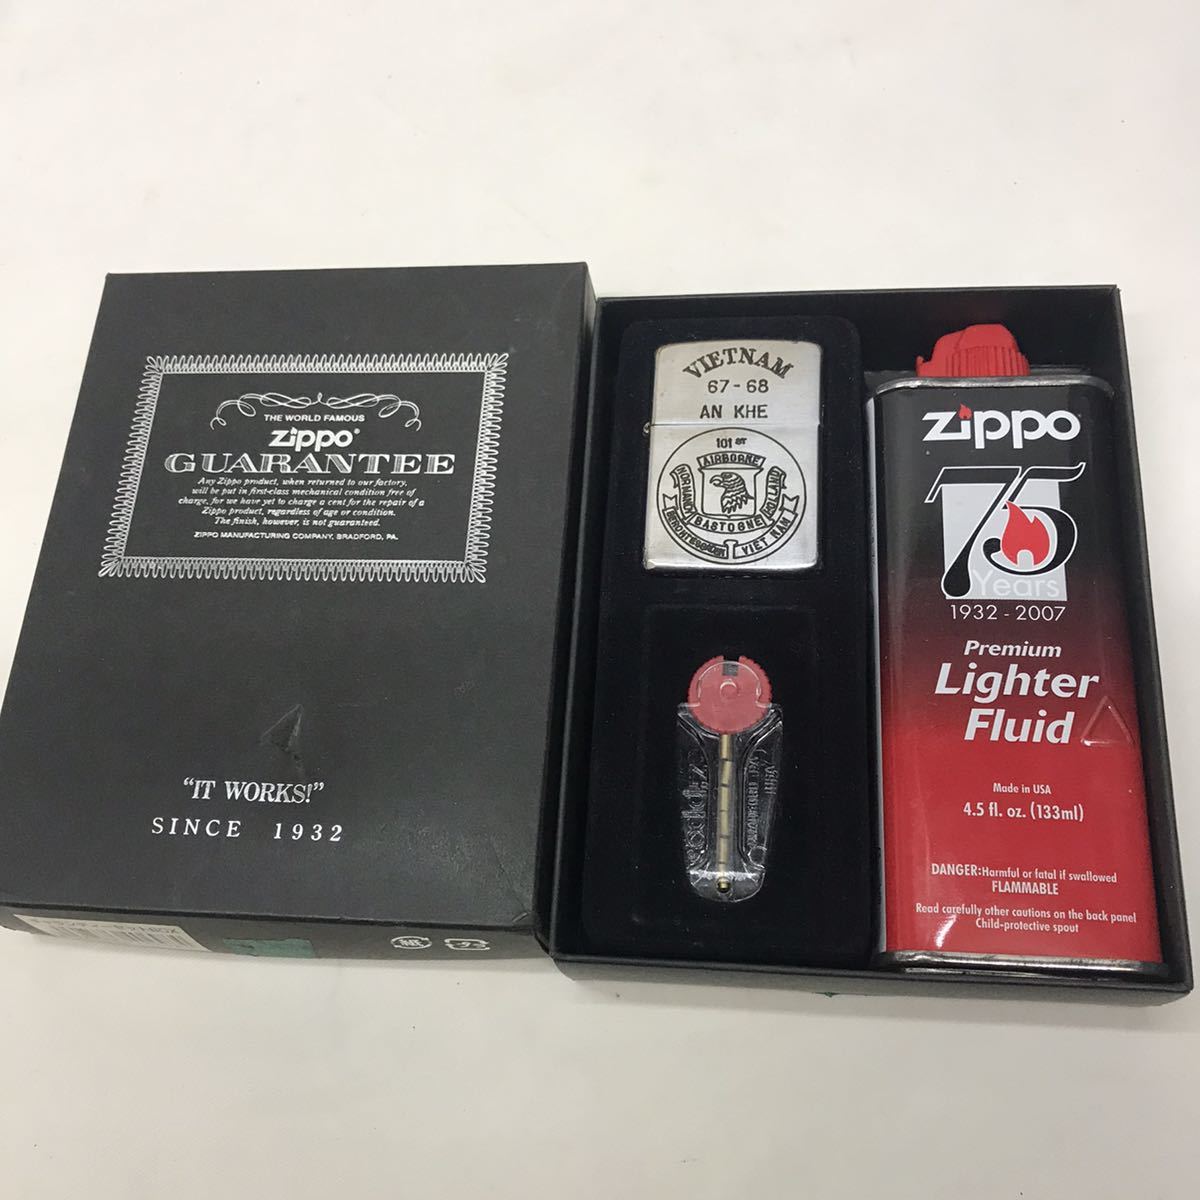 THE WORLD FAMOUS
zippo®
GUARANTEE
Any Zippo product, when returned to our factory,
will be put in first-class mechanical condition free of
charge, for we have yet to charge a cent for the repair of a
Zippo product, regardless of age or condition.
The finish, however, is not guaranteed.
ZIPPO MANUFACTURING COMPANY, BRADFORD, PA.
"IT WORKS!"
SINCE 1932
VIETNAM
67-68
AN KHE
101 ST
AIRBORNE
NORMANDY
HOLLAND
BASTOGNE
VIET NAM
zippo
75
Years
1932 - 2007
Premium
Lighter
Fluid
Made in USA
4.5 fl. oz. (133ml)
DANGER: Harmful or fatal if swallowed
FLAMMABLE
Read carefully other cautions on the back panel
Child-protective spout